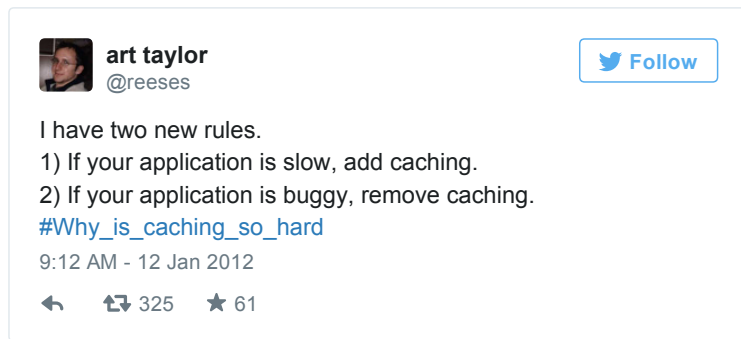 art taylor
@reeses
Follow
I have two new rules.
1) If your application is slow, add caching.
2) If your application is buggy, remove caching.
#Why_is_caching_so_hard
9:12 AM - 12 Jan 2012
325 61